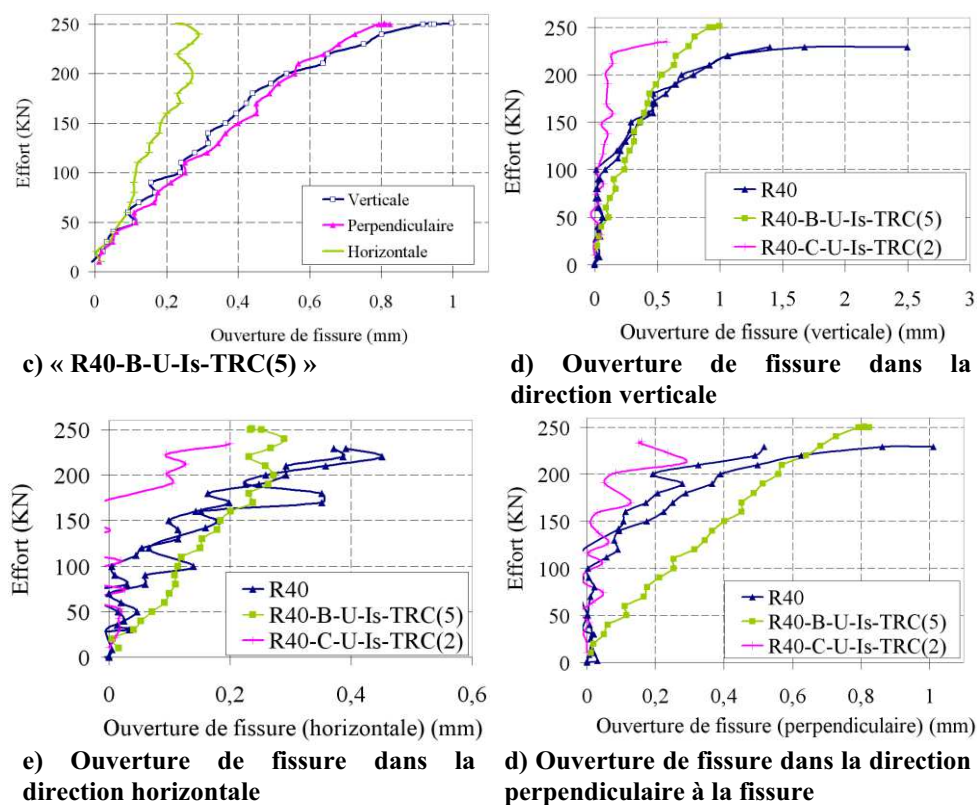 250
200
150
100
50
0
Effort (KN)
Verticale
Perpendiculaire
Horizontale
0
0,2
0,4
0,6
0,8
1
Ouverture de fissure (mm)
c) « R40-B-U-Is-TRC(5) »
250
200
150
100
50
0
Effort (KN)
R40
R40-B-U-Is-TRC(5)
R40-C-U-Is-TRC(2)
0
0,5
1
1,5
2
2,5
3
Ouverture de fissure (verticale) (mm)
d) Ouverture de fissure dans la
direction verticale
250
200
150
100
50
0
Effort (KN)
R40
R40-B-U-Is-TRC(5)
R40-C-U-Is-TRC(2)
0
0,2
0,4
0,6
Ouverture de fissure (horizontale) (mm)
e) Ouverture de fissure dans la
direction horizontale
250
200
150
100
50
0
Effort (KN)
R40
R40-B-U-Is-TRC(5)
R40-C-U-Is-TRC(2)
0
0,2
0,4
0,6
0,8
1
Ouverture de fissure (perpendiculaire) (mm)
d) Ouverture de fissure dans la direction
perpendiculaire à la fissure